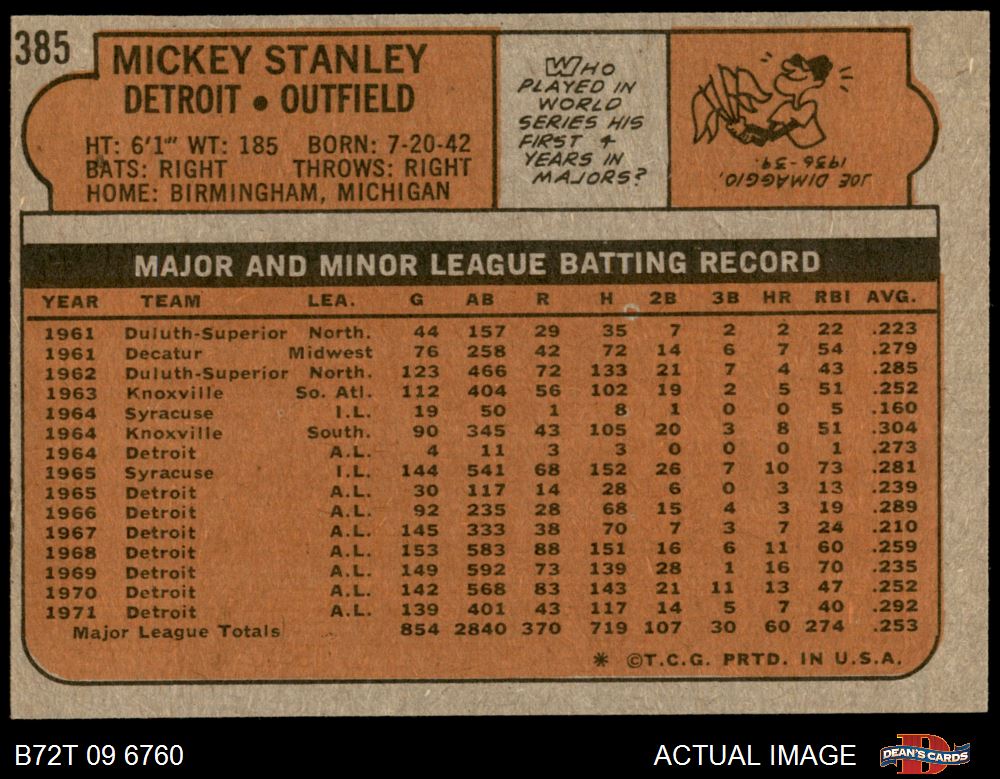 385
MICKEY STANLEY
DETROIT • OUTFIELD
HT: 6'1" WT: 185 BORN: 7-20-42
BATS: RIGHT THROWS: RIGHT
HOME: BIRMINGHAM, MICHIGAN
WHO
PLAYED IN
WORLD
SERIES HIS
FIRST 4
YEARS IN
MAJORS?
JOE DIMAGGIO,
1936-39.
MAJOR AND MINOR LEAGUE BATTING RECORD
YEAR TEAM LEA. G AB R H 2B 3B HR RBI AVG.
1961 Duluth-Superior North. 44 157 29 35 7 2 2 22 .223
1961 Decatur Midwest 76 258 42 72 14 6 7 54 .279
1962 Duluth-Superior North. 123 466 72 133 21 7 4 43 .285
1963 Knoxville So. Atl. 112 404 56 102 19 2 5 51 .252
1964 Syracuse I.L. 19 50 1 8 1 0 0 5 .160
1964 Knoxville South. 90 345 43 105 20 3 8 51 .304
1964 Detroit A.L. 4 11 3 3 0 0 0 1 .273
1965 Syracuse I.L. 144 541 68 152 26 7 10 73 .281
1965 Detroit A.L. 30 117 14 28 6 0 3 13 .239
1966 Detroit A.L. 92 235 28 68 15 4 3 19 .289
1967 Detroit A.L. 145 333 38 70 7 3 7 24 .210
1968 Detroit A.L. 153 583 88 151 16 6 11 60 .259
1969 Detroit A.L. 149 592 73 139 28 1 16 70 .235
1970 Detroit A.L. 142 568 83 143 21 11 13 47 .252
1971 Detroit A.L. 139 401 43 117 14 5 7 40 .292
Major League Totals 854 2840 370 719 107 30 60 274 .253
* ©T.C.G. PRTD. IN U.S.A.
B72T 09 6760 ACTUAL IMAGE DEAN'S CARDS